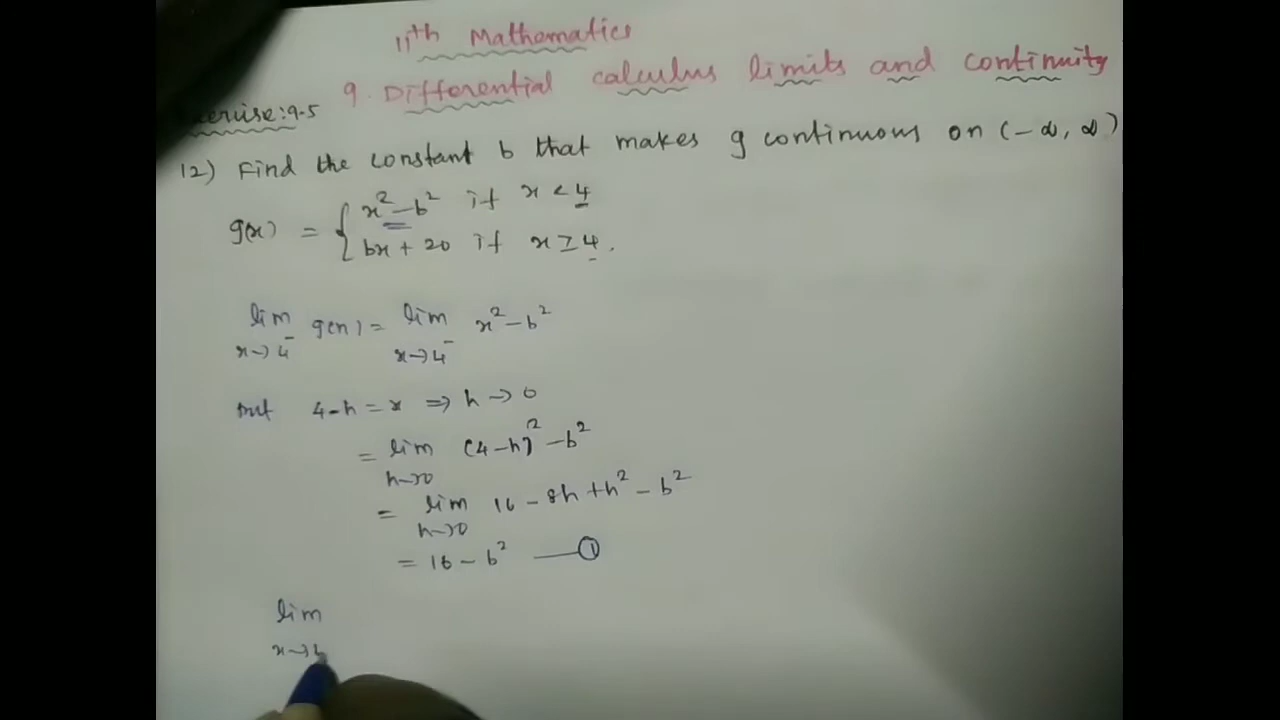 11th Mathematics
9. Differential calculus limits and continuity
Exercise: 9.5
12) Find the constant b that makes g continuous on (-∞, ∞)
g(x) = { x² - b² if x < 4
bx + 20 if x ≥ 4.
lim x→4⁻ g(x) = lim x→4⁻ x² - b²
put 4-h = x ⇒ h → 0
= lim h→0 (4-h)² - b²
= lim h→0 16 - 8h + h² - b²
= 16 - b² — ①
lim x→4